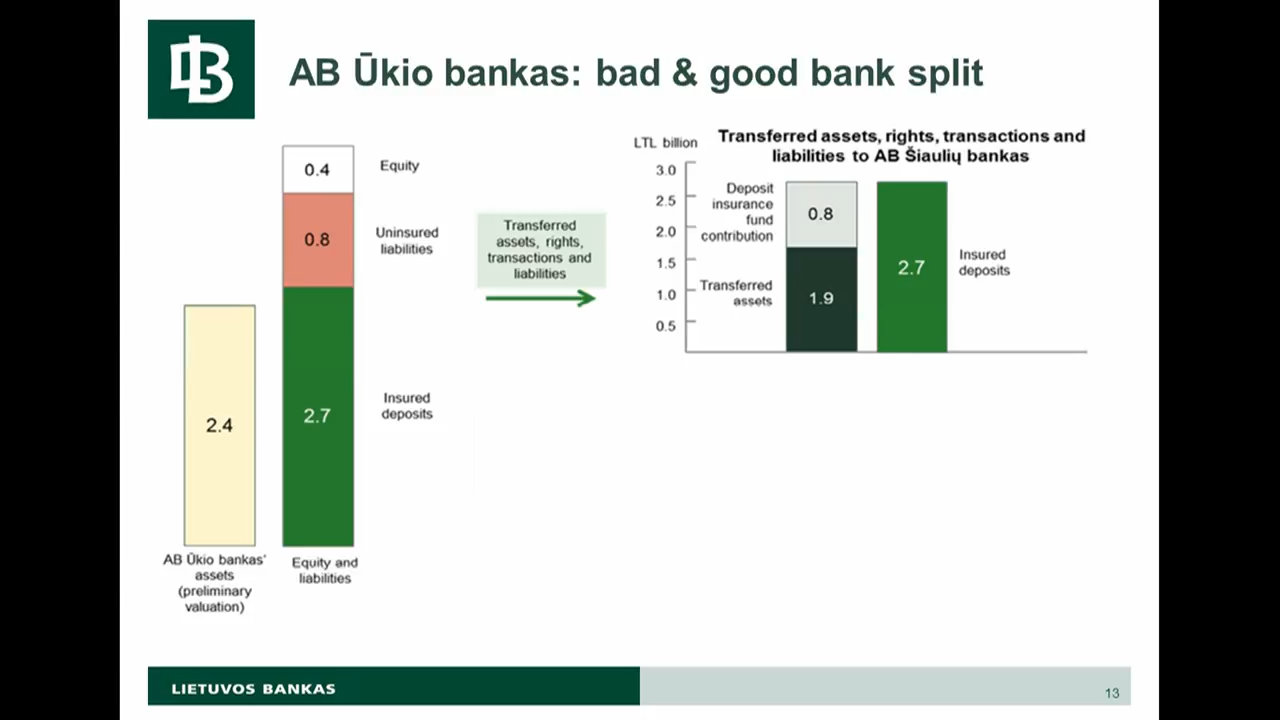 AB Ūkio bankas: bad & good bank split
0.4
Equity
0.8
Uninsured
liabilities
2.7
Insured
deposits
2.4
AB Ūkio bankas'
assets
(preliminary
valuation)
Equity and
liabilities
Transferred
assets, rights,
transactions and
liabilities
LTL billion
Transferred assets, rights, transactions and
liabilities to AB Šiaulių bankas
3.0
2.5
2.0
1.5
1.0
0.5
Deposit
insurance
fund
contribution
0.8
Transferred
assets
1.9
2.7
Insured
deposits
LIETUVOS BANKAS
13